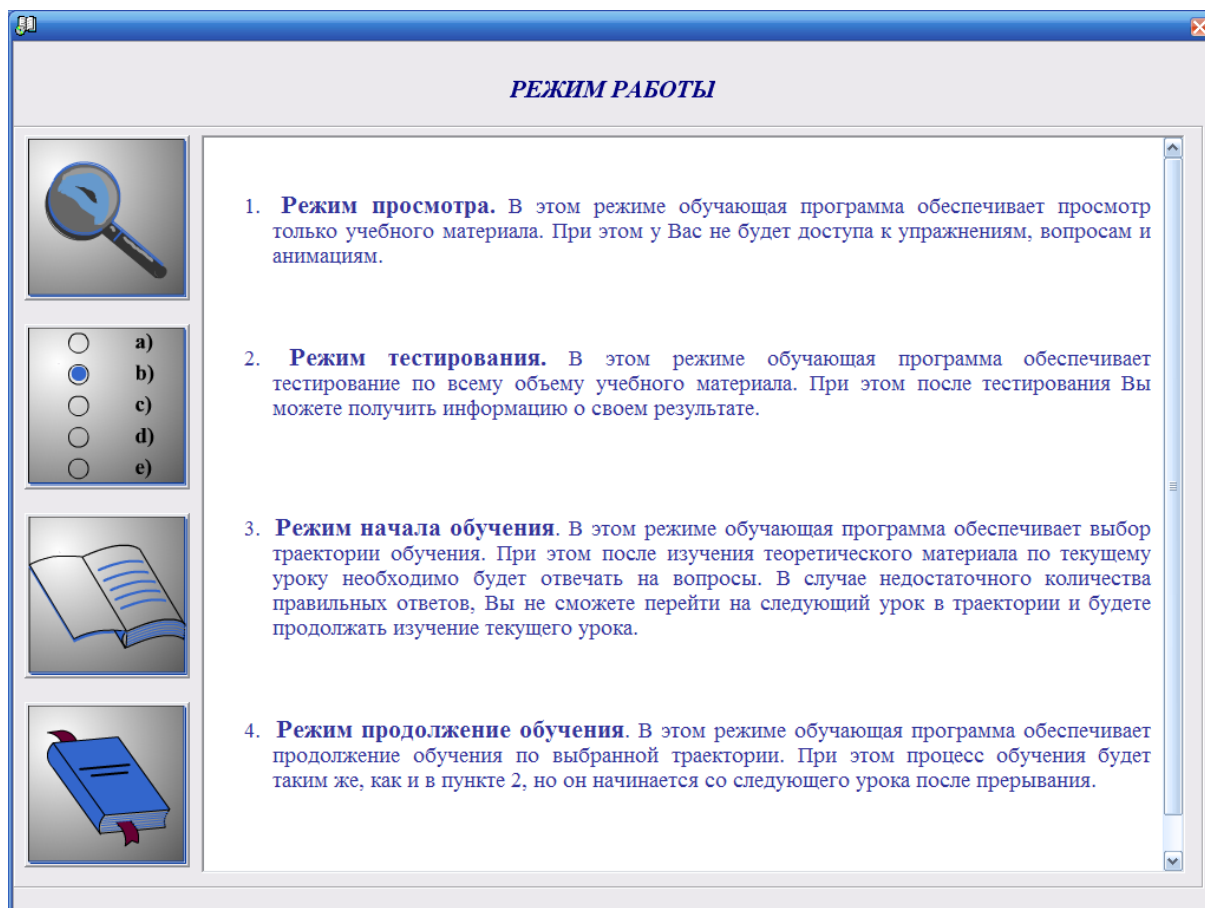 РЕЖИМ РАБОТЫ
1. Режим просмотра. В этом режиме обучающая программа обеспечивает просмотр
только учебного материала. При этом у Вас не будет доступа к упражнениям, вопросам и
анимациям.
a)
b)
c)
d)
e)
2. Режим тестирования. В этом режиме обучающая программа обеспечивает
тестирование по всему объему учебного материала. При этом после тестирования Вы
можете получить информацию о своем результате.
3. Режим начала обучения. В этом режиме обучающая программа обеспечивает выбор
траектории обучения. При этом после изучения теоретического материала по текущему
уроку необходимо будет отвечать на вопросы. В случае недостаточного количества
правильных ответов, Вы не сможете перейти на следующий урок в траектории и будете
продолжать изучение текущего урока.
4. Режим продолжение обучения. В этом режиме обучающая программа обеспечивает
продолжение обучения по выбранной траектории. При этом процесс обучения будет
таким же, как и в пункте 2, но он начинается со следующего урока после прерывания.